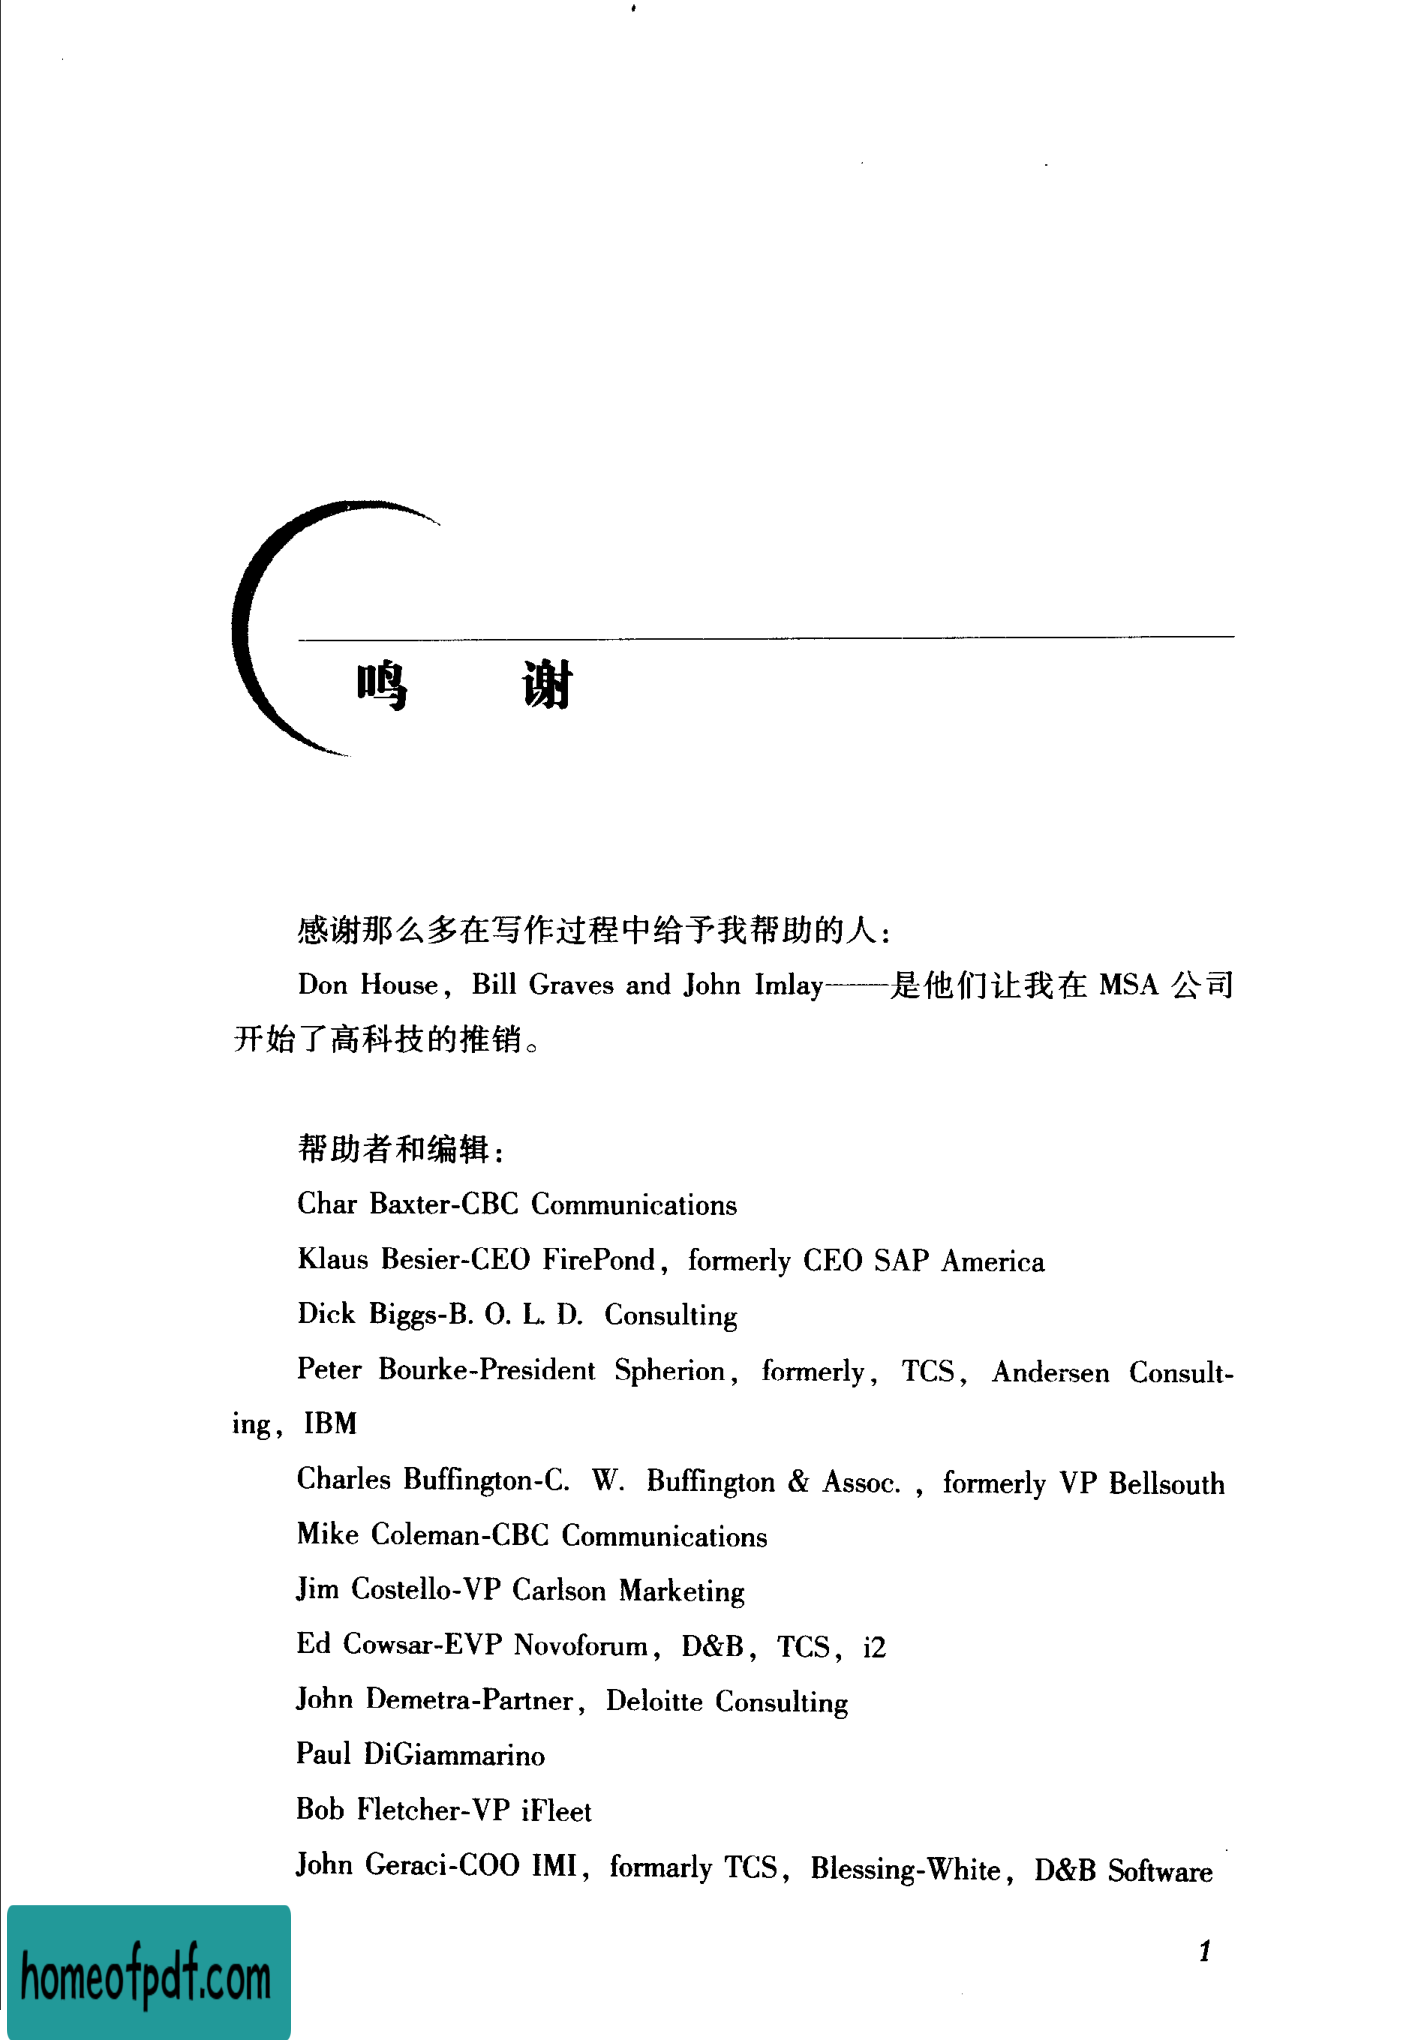 鸣 谢
感谢那么多在写作过程中给予我帮助的人：
Don House，Bill Graves and John Imlay——是他们让我在 MSA 公司
开始了高科技的推销。
帮助者和编辑：
Char Baxter-CBC Communications
Klaus Besier-CEO FirePond，formerly CEO SAP America
Dick Biggs-B. O. L. D. Consulting
Peter Bourke-President Spherion，formerly，TCS，Andersen Consult-
ing，IBM
Charles Buffington-C. W. Buffington & Assoc.，formerly VP Bellsouth
Mike Coleman-CBC Communications
Jim Costello-VP Carlson Marketing
Ed Cowsar-EVP Novoforum，D&B，TCS，i2
John Demetra-Partner，Deloitte Consulting
Paul DiGiammarino
Bob Fletcher-VP iFleet
John Geraci-COO IMI，formarly TCS，Blessing-White，D&B Software
1
homeofpdf.com